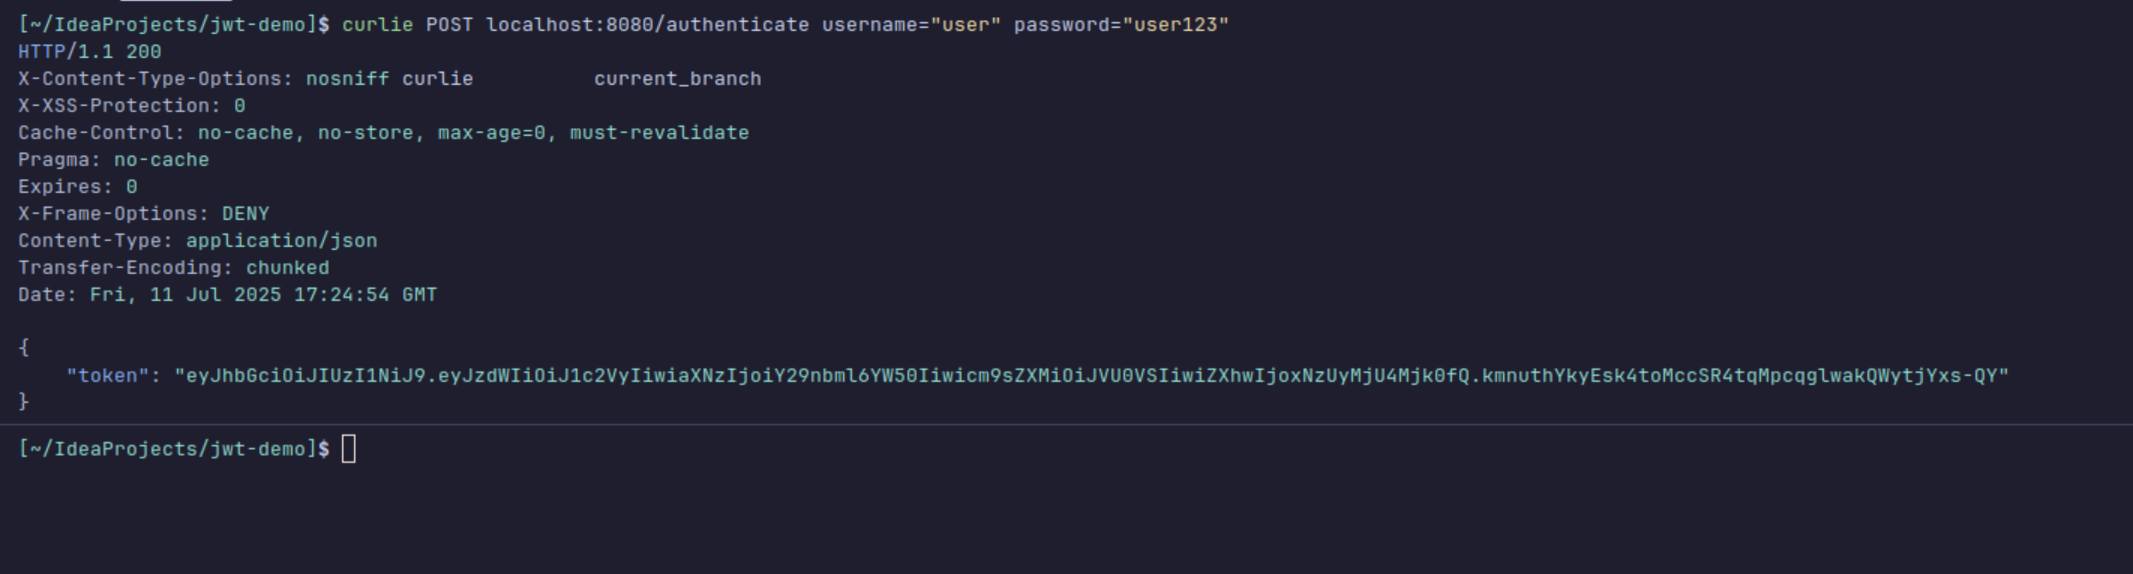 [~/IdeaProjects/jwt-demo]$ curlie POST localhost:8080/authenticate username="user" password="user123"
HTTP/1.1 200
X-Content-Type-Options: nosniff curlie          current_branch
X-XSS-Protection: 0
Cache-Control: no-cache, no-store, max-age=0, must-revalidate
Pragma: no-cache
Expires: 0
X-Frame-Options: DENY
Content-Type: application/json
Transfer-Encoding: chunked
Date: Fri, 11 Jul 2025 17:24:54 GMT
{
    "token": "eyJhbGciOiJIUzI1NiJ9.eyJzdWIiOiJ1c2VyIiwiaXNzIjoiY29nbml6YW50Iiwicm9sZXMiOiJVU0VSIiwiZXhwIjoxNzUyMjU4Mjk0fQ.kmnuthYkyEsk4toMccSR4tqMpcqglwakQWytjYxs-QY"
}
[~/IdeaProjects/jwt-demo]$